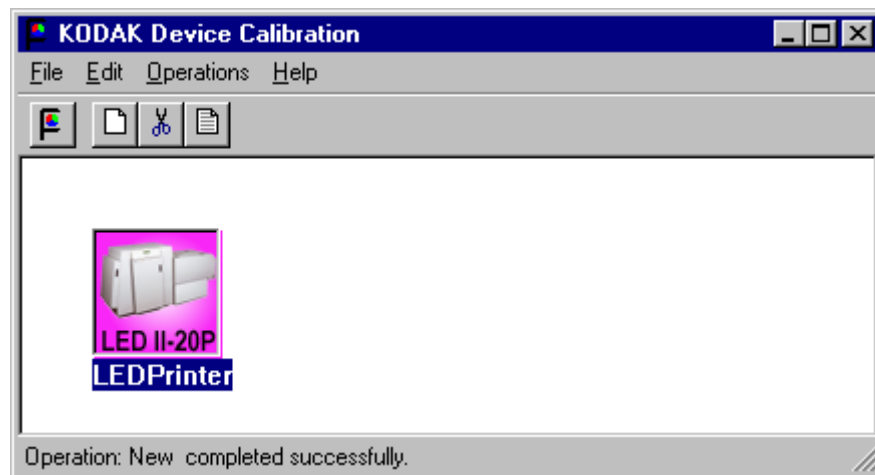 KODAK Device Calibration
File Edit Operations Help
LED II-20P
LEDPrinter
Operation: New  completed successfully.